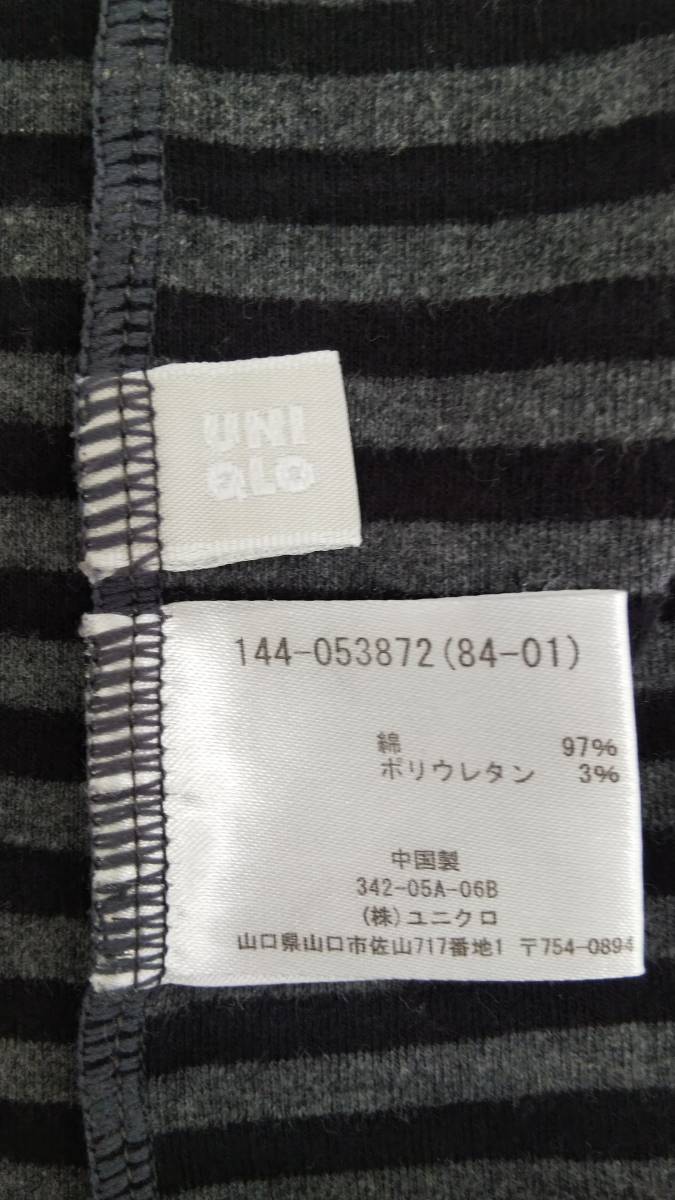 UNI
QLO
144-053872(84-01)
綿 97%
ポリウレタン 3%
中国製
342-05A-06B
(株)ユニクロ
山口県山口市佐山717番地1 〒754-0894